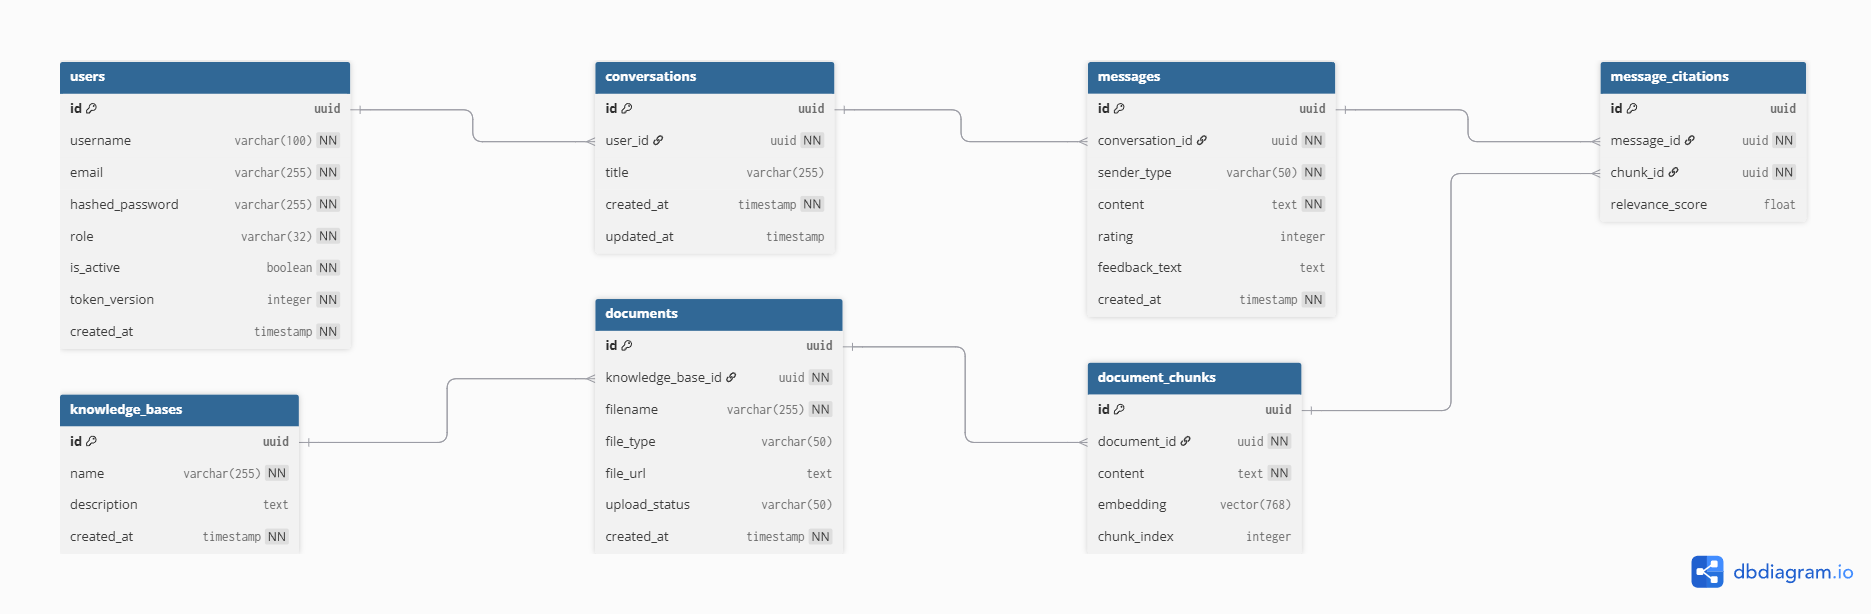 users
id uuid
username varchar(100) NN
email varchar(255) NN
hashed_password varchar(255) NN
role varchar(32) NN
is_active boolean NN
token_version integer NN
created_at timestamp NN
knowledge_bases
id uuid
name varchar(255) NN
description text
created_at timestamp NN
conversations
id uuid
user_id uuid NN
title varchar(255)
created_at timestamp NN
updated_at timestamp
documents
id uuid
knowledge_base_id uuid NN
filename varchar(255) NN
file_type varchar(50)
file_url text
upload_status varchar(50)
created_at timestamp NN
messages
id uuid
conversation_id uuid NN
sender_type varchar(50) NN
content text NN
rating integer
feedback_text text
created_at timestamp NN
document_chunks
id uuid
document_id uuid NN
content text NN
embedding vector(768)
chunk_index integer
message_citations
id uuid
message_id uuid NN
chunk_id uuid NN
relevance_score float
dbdiagram.io